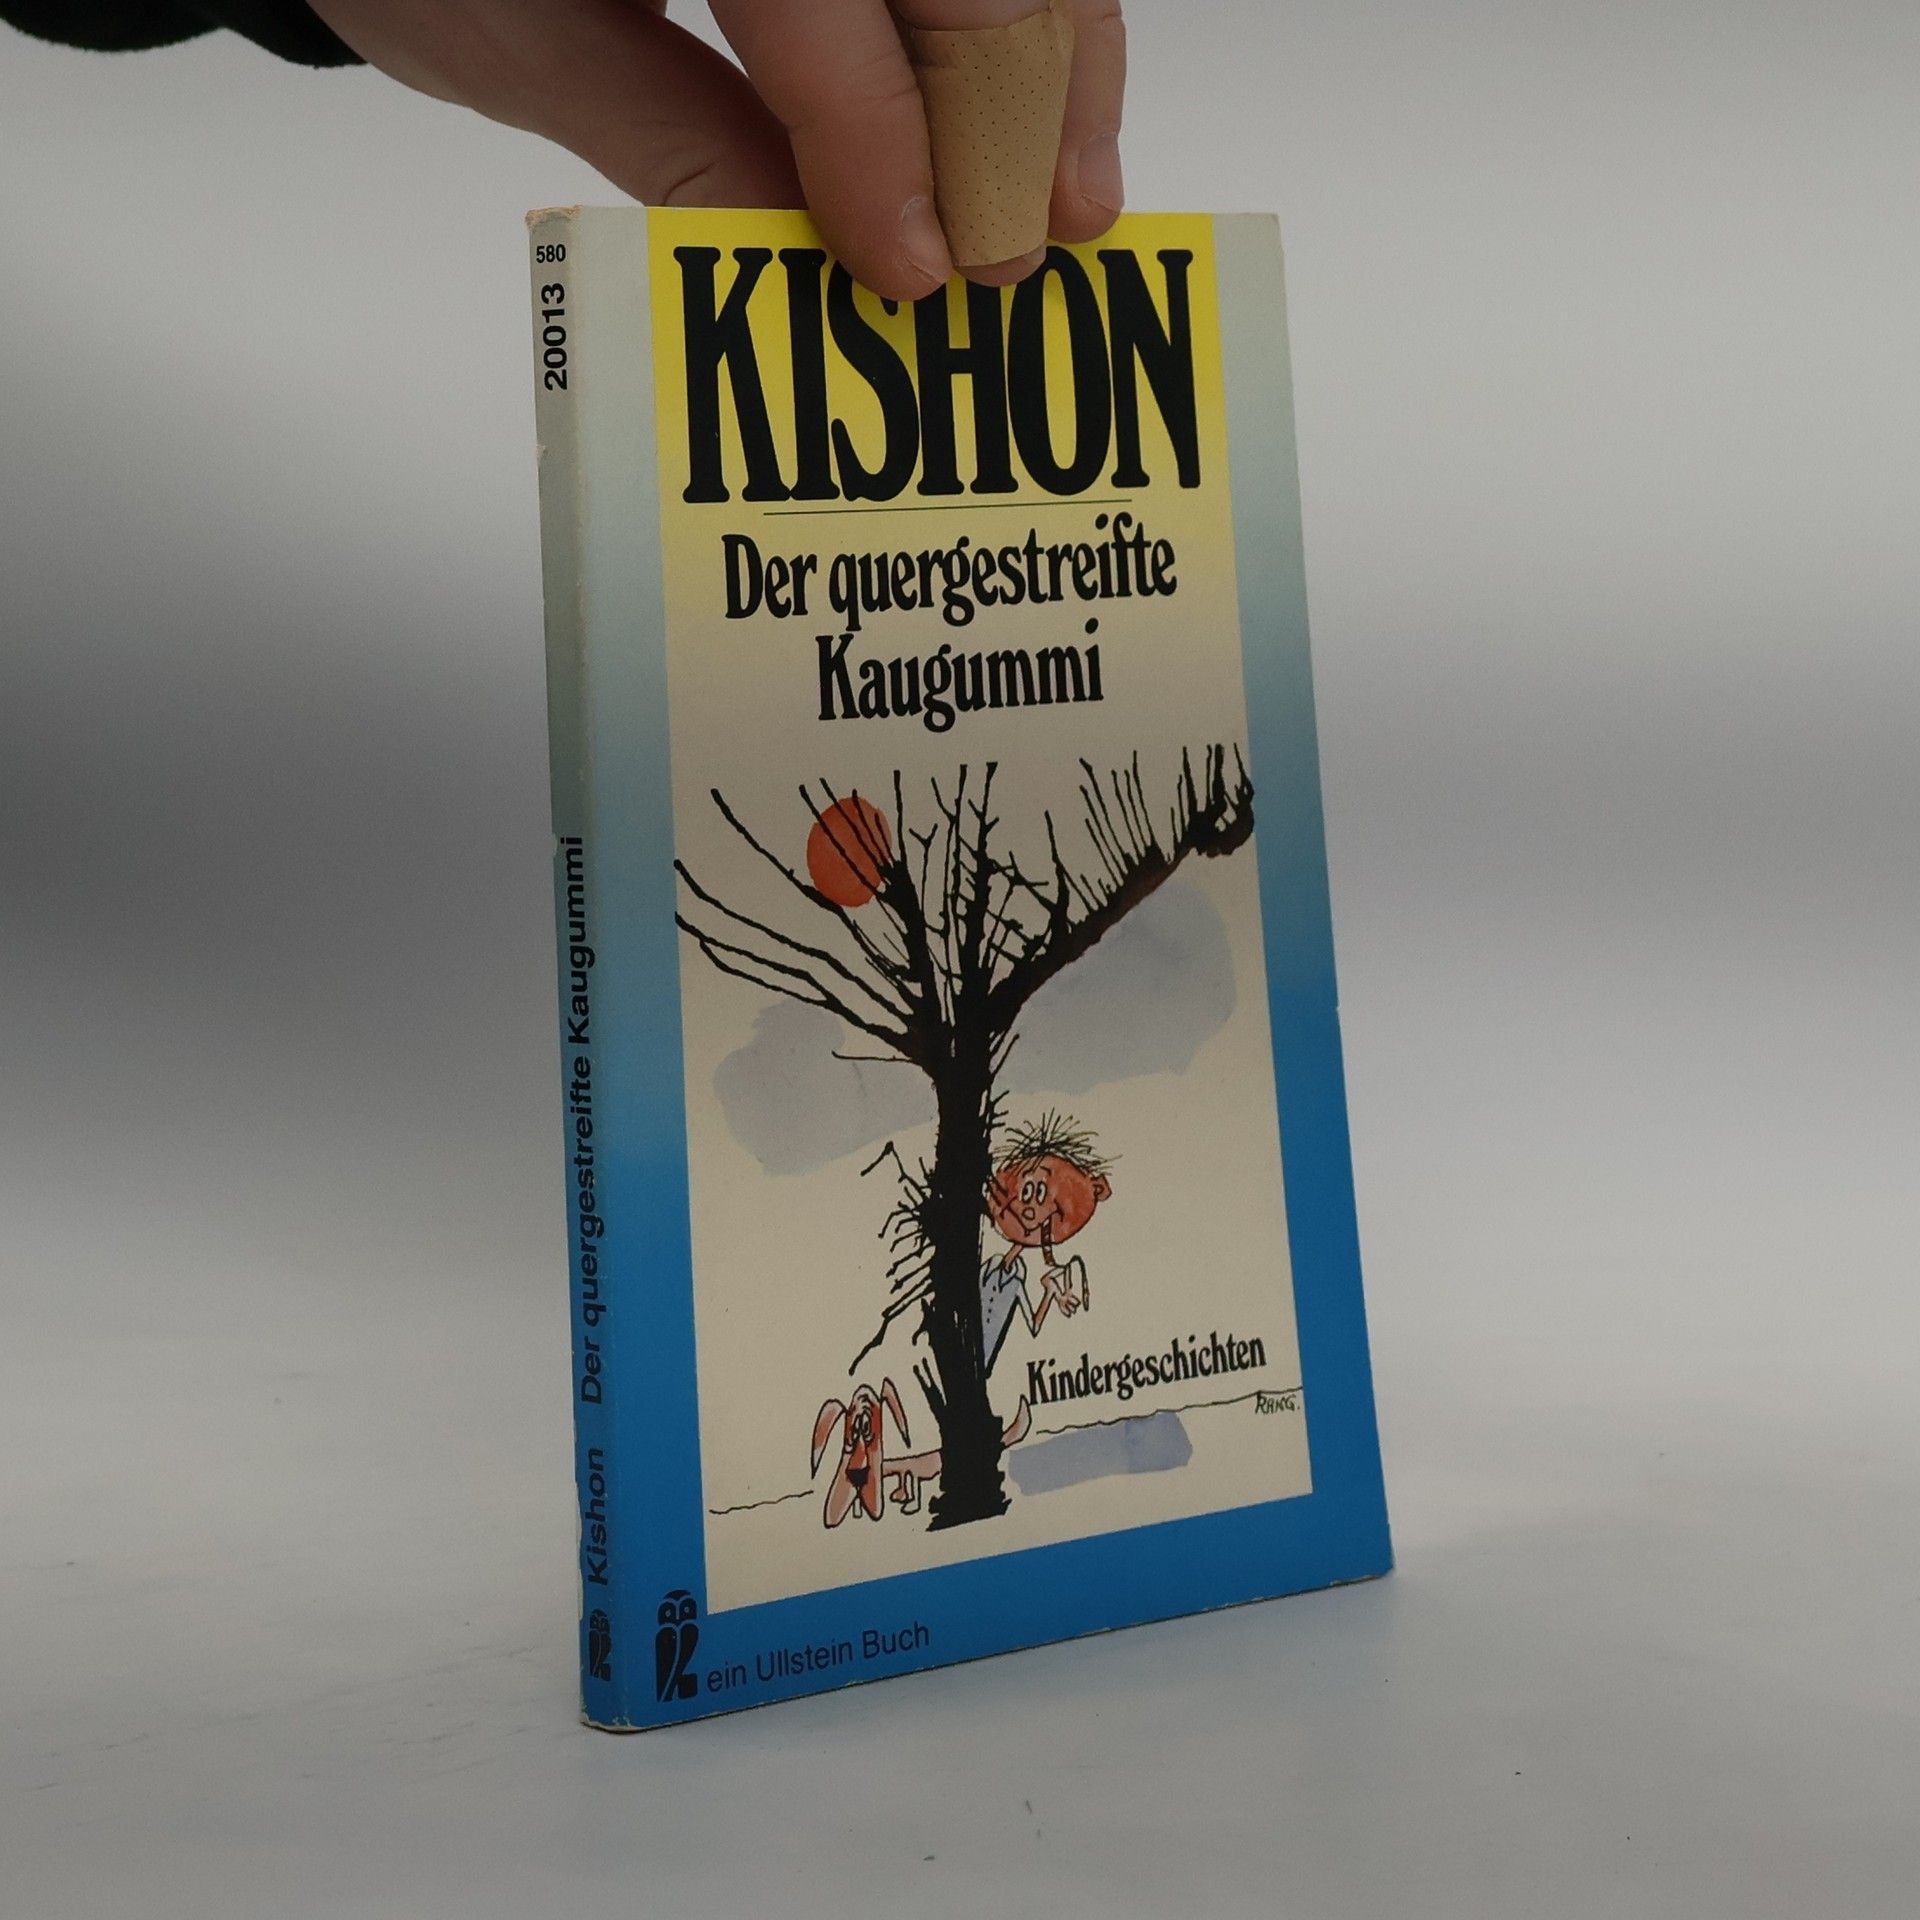 KISHON
Der quergestreifte
Kaugummi
Kindergeschichten
RANG.
ein Ullstein Buch
580
20013
Kishon Der quergestreifte Kaugummi